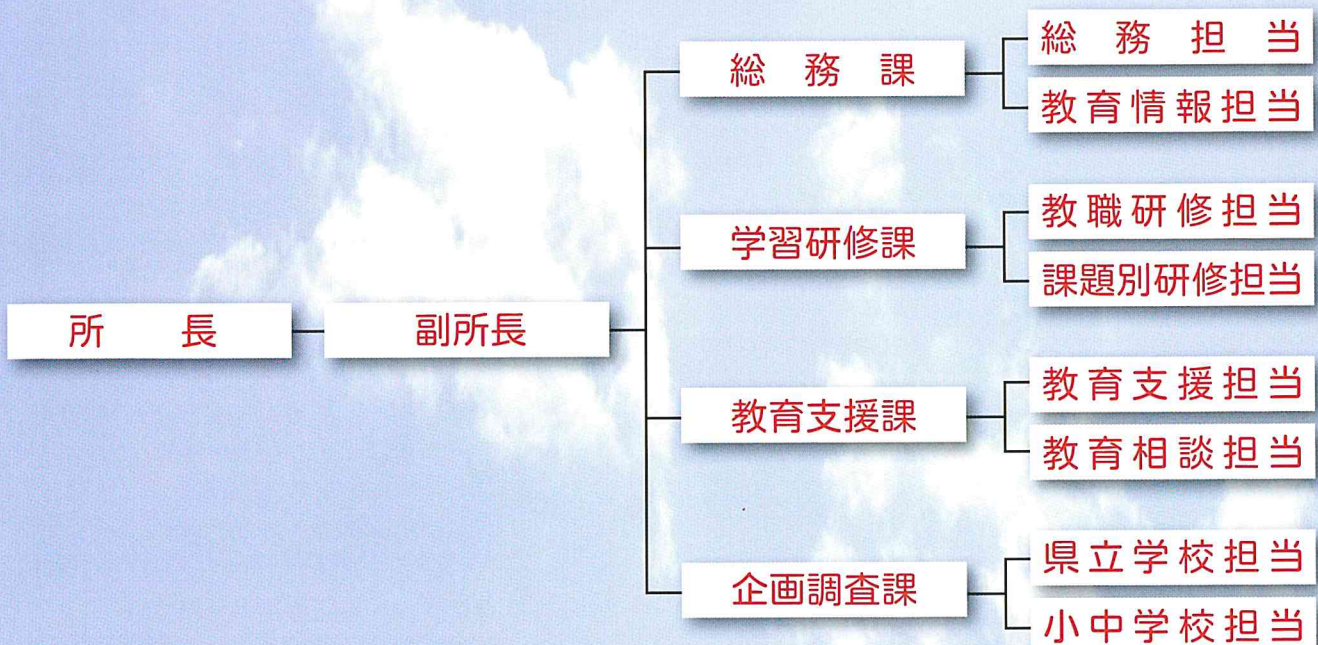 所長
副所長
総務課
総務担当
教育情報担当
学習研修課
教職研修担当
課題別研修担当
教育支援課
教育支援担当
教育相談担当
企画調査課
県立学校担当
小中学校担当